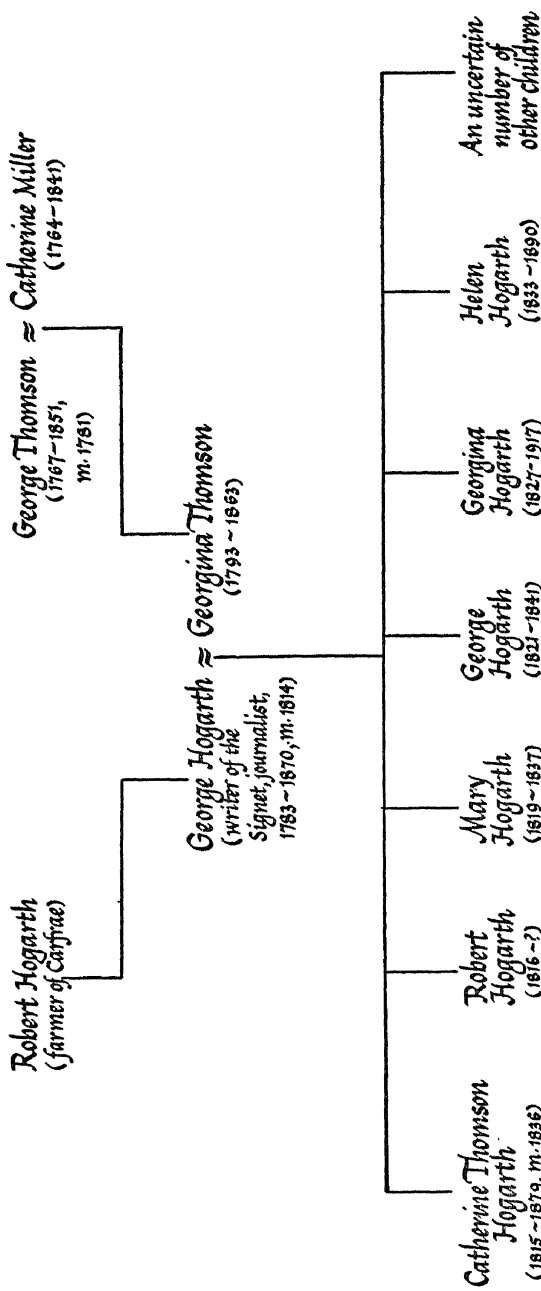 Robert Hogarth
(farmer of Carfrae)
George Thomson ≈ Catherine Miller
(1767~1851,
m. 1781)
(1764~1841)
George Hogarth ≈ Georgina Thomson
(writer of the
Signet, journalist,
1783~1870, m. 1814)
(1793~1863)
Catherine Thomson
Hogarth
(1815~1879, m. 1836)
Robert
Hogarth
(1816~?)
Mary
Hogarth
(1819~1837)
George
Hogarth
(1821~1841)
Georgina
Hogarth
(1827~1917)
Helen
Hogarth
(1833~1890)
An uncertain
number of
other children